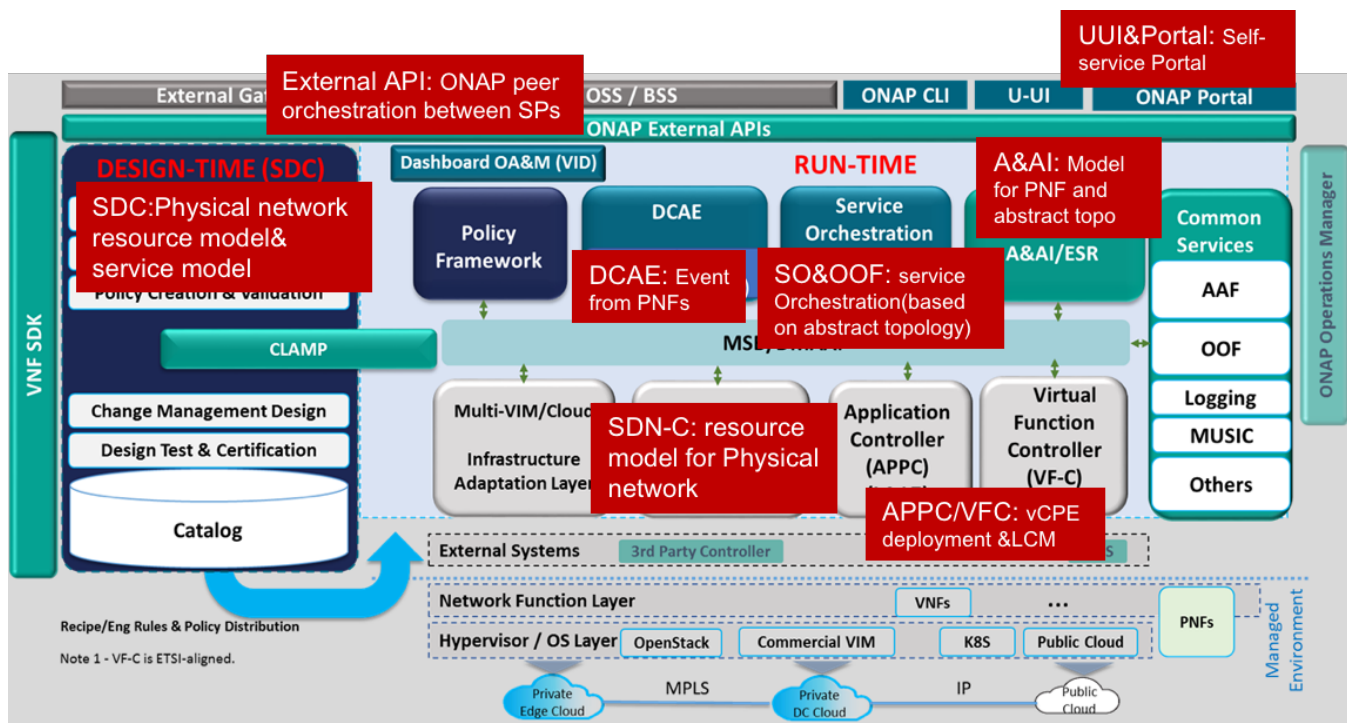 UUI&Portal: Self-
service Portal
External API: ONAP peer
orchestration between SPs
External Gat
OSS / BSS
ONAP CLI
U-UI
ONAP Portal
ONAP External APIs
VNF SDK
DESIGN-TIME (SDC)
SDC:Physical network
resource model&
service model
Policy Creation & Validation
CLAMP
Change Management Design
Design Test & Certification
Catalog
Dashboard OA&M (VID)
RUN-TIME
Policy
Framework
DCAE
Service
Orchestration
A&AI: Model
for PNF and
abstract topo
A&AI/ESR
DCAE: Event
from PNFs
SO&OOF: service
Orchestration(based
on abstract topology)
Common
Services
AAF
OOF
Logging
MUSIC
Others
ONAP Operations Manager
Multi-VIM/Cloud
Infrastructure
Adaptation Layer
SDN-C: resource
model for Physical
network
Application
Controller
(APPC)
Virtual
Function
Controller
(VF-C)
APPC/VFC: vCPE
deployment &LCM
External Systems
3rd Party Controller
S
Network Function Layer
VNFs
...
PNFs
Hypervisor / OS Layer
OpenStack
Commercial VIM
K8S
Public Cloud
Managed
Environment
Recipe/Eng Rules & Policy Distribution
Note 1 - VF-C is ETSI-aligned.
Private
Edge Cloud
MPLS
Private
DC Cloud
IP
Public
Cloud